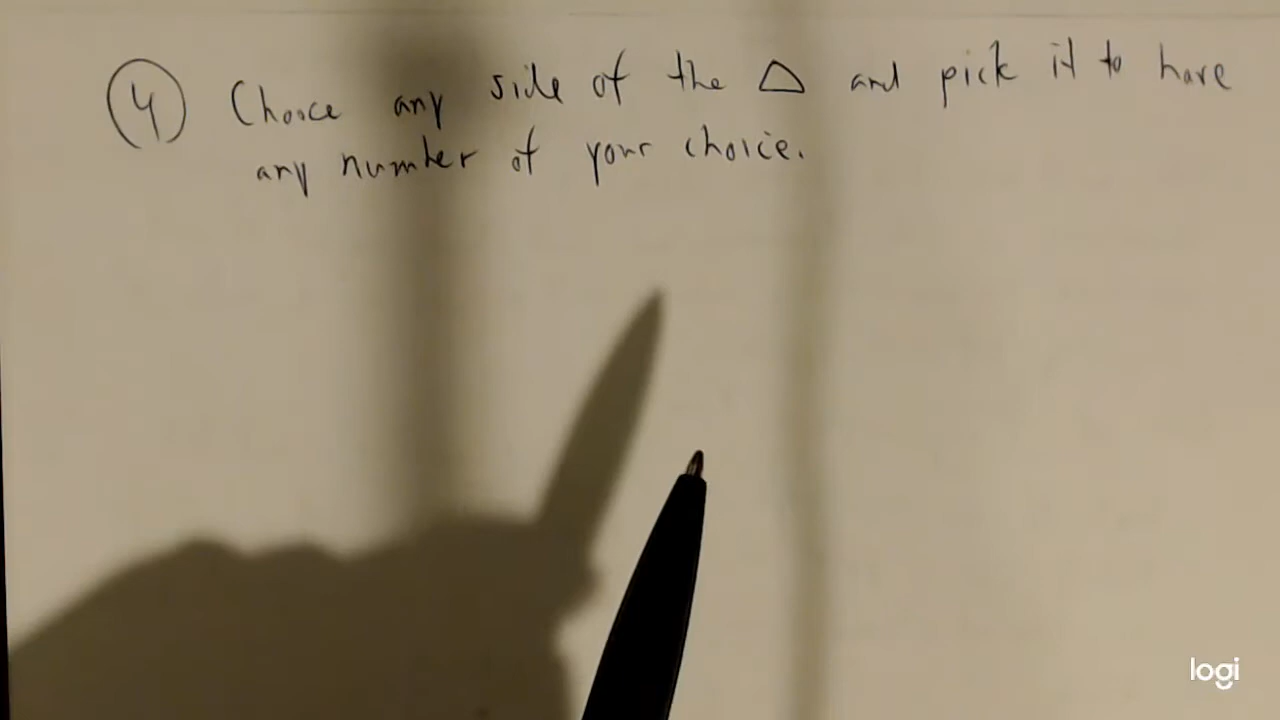 ④ Choose any side of the △ and pick it to have
any number of your choice.
logi